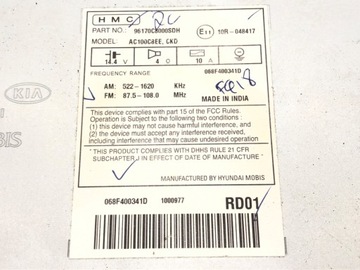 HMC
PART NO. : 96170C8000SDH
E11 10R - 048417
MODEL: AC100C8EE, CKD
14.4 V 4 Ω 10 A
FREQUENCY RANGE
068F400341D
AM: 522 - 1620 KHz
FM: 87.5 - 108.0 MHz
MADE IN INDIA
This device complies with part 15 of the FCC Rules.
Operation is Subject to the following two conditions:
(1) this device may not cause harmful interference, and
(2) the device must accept any interference received,
including interference that may cause undesired
operation
" THIS PRODUCT COMPLIES WITH DHHS RULE 21 CFR
SUBCHAPTER J IN EFFECT OF DATE OF MANUFACTURE "
MANUFACTURED BY HYUNDAI MOBIS
068F400341D 1000977 RD01
KIA
MOBIS